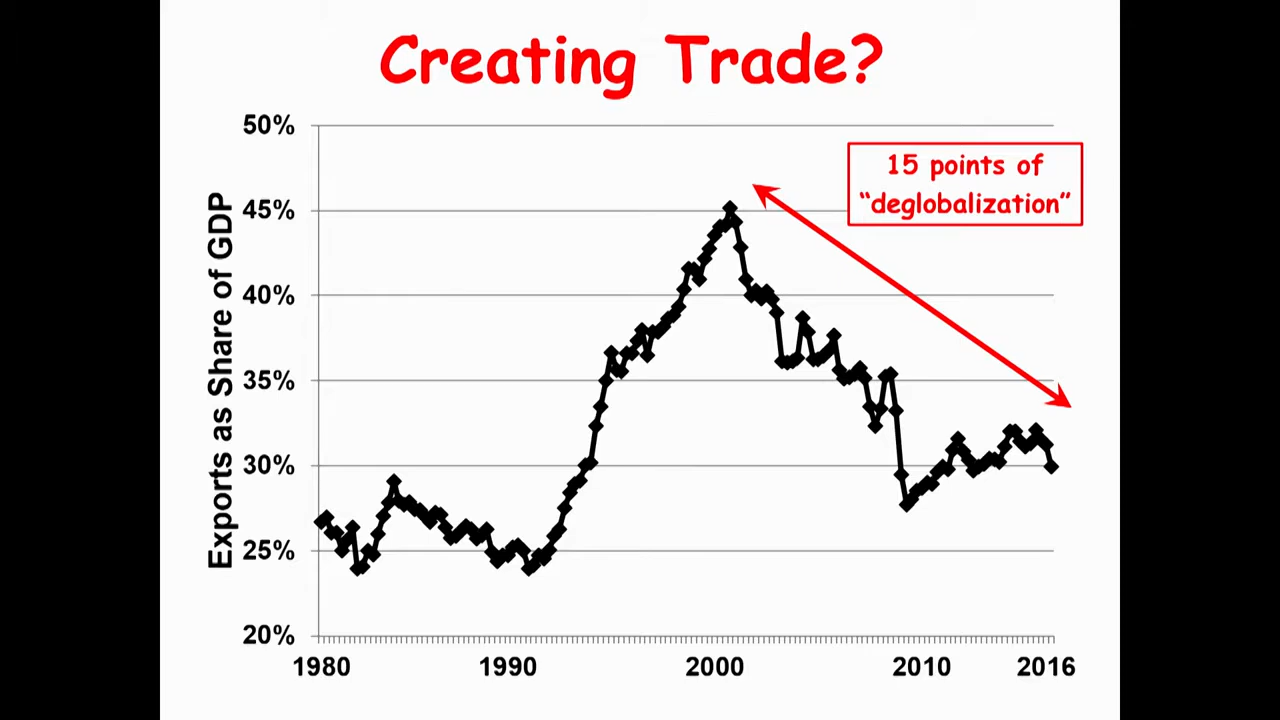 Creating Trade?
50%
15 points of
“deglobalization”
45%
40%
35%
30%
25%
20%
Exports as Share of GDP
1980 1990 2000 2010 2016